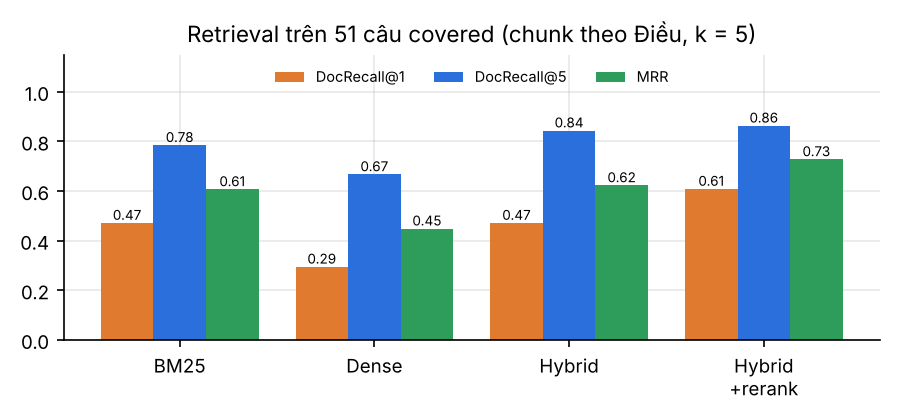 Retrieval trên 51 câu covered (chunk theo Điều, k = 5)
DocRecall@1 DocRecall@5 MRR
1.0
0.8
0.6
0.4
0.2
0.0
0.47 0.78 0.61
0.29 0.67 0.45
0.47 0.84 0.62
0.61 0.86 0.73
BM25 Dense Hybrid Hybrid
+rerank